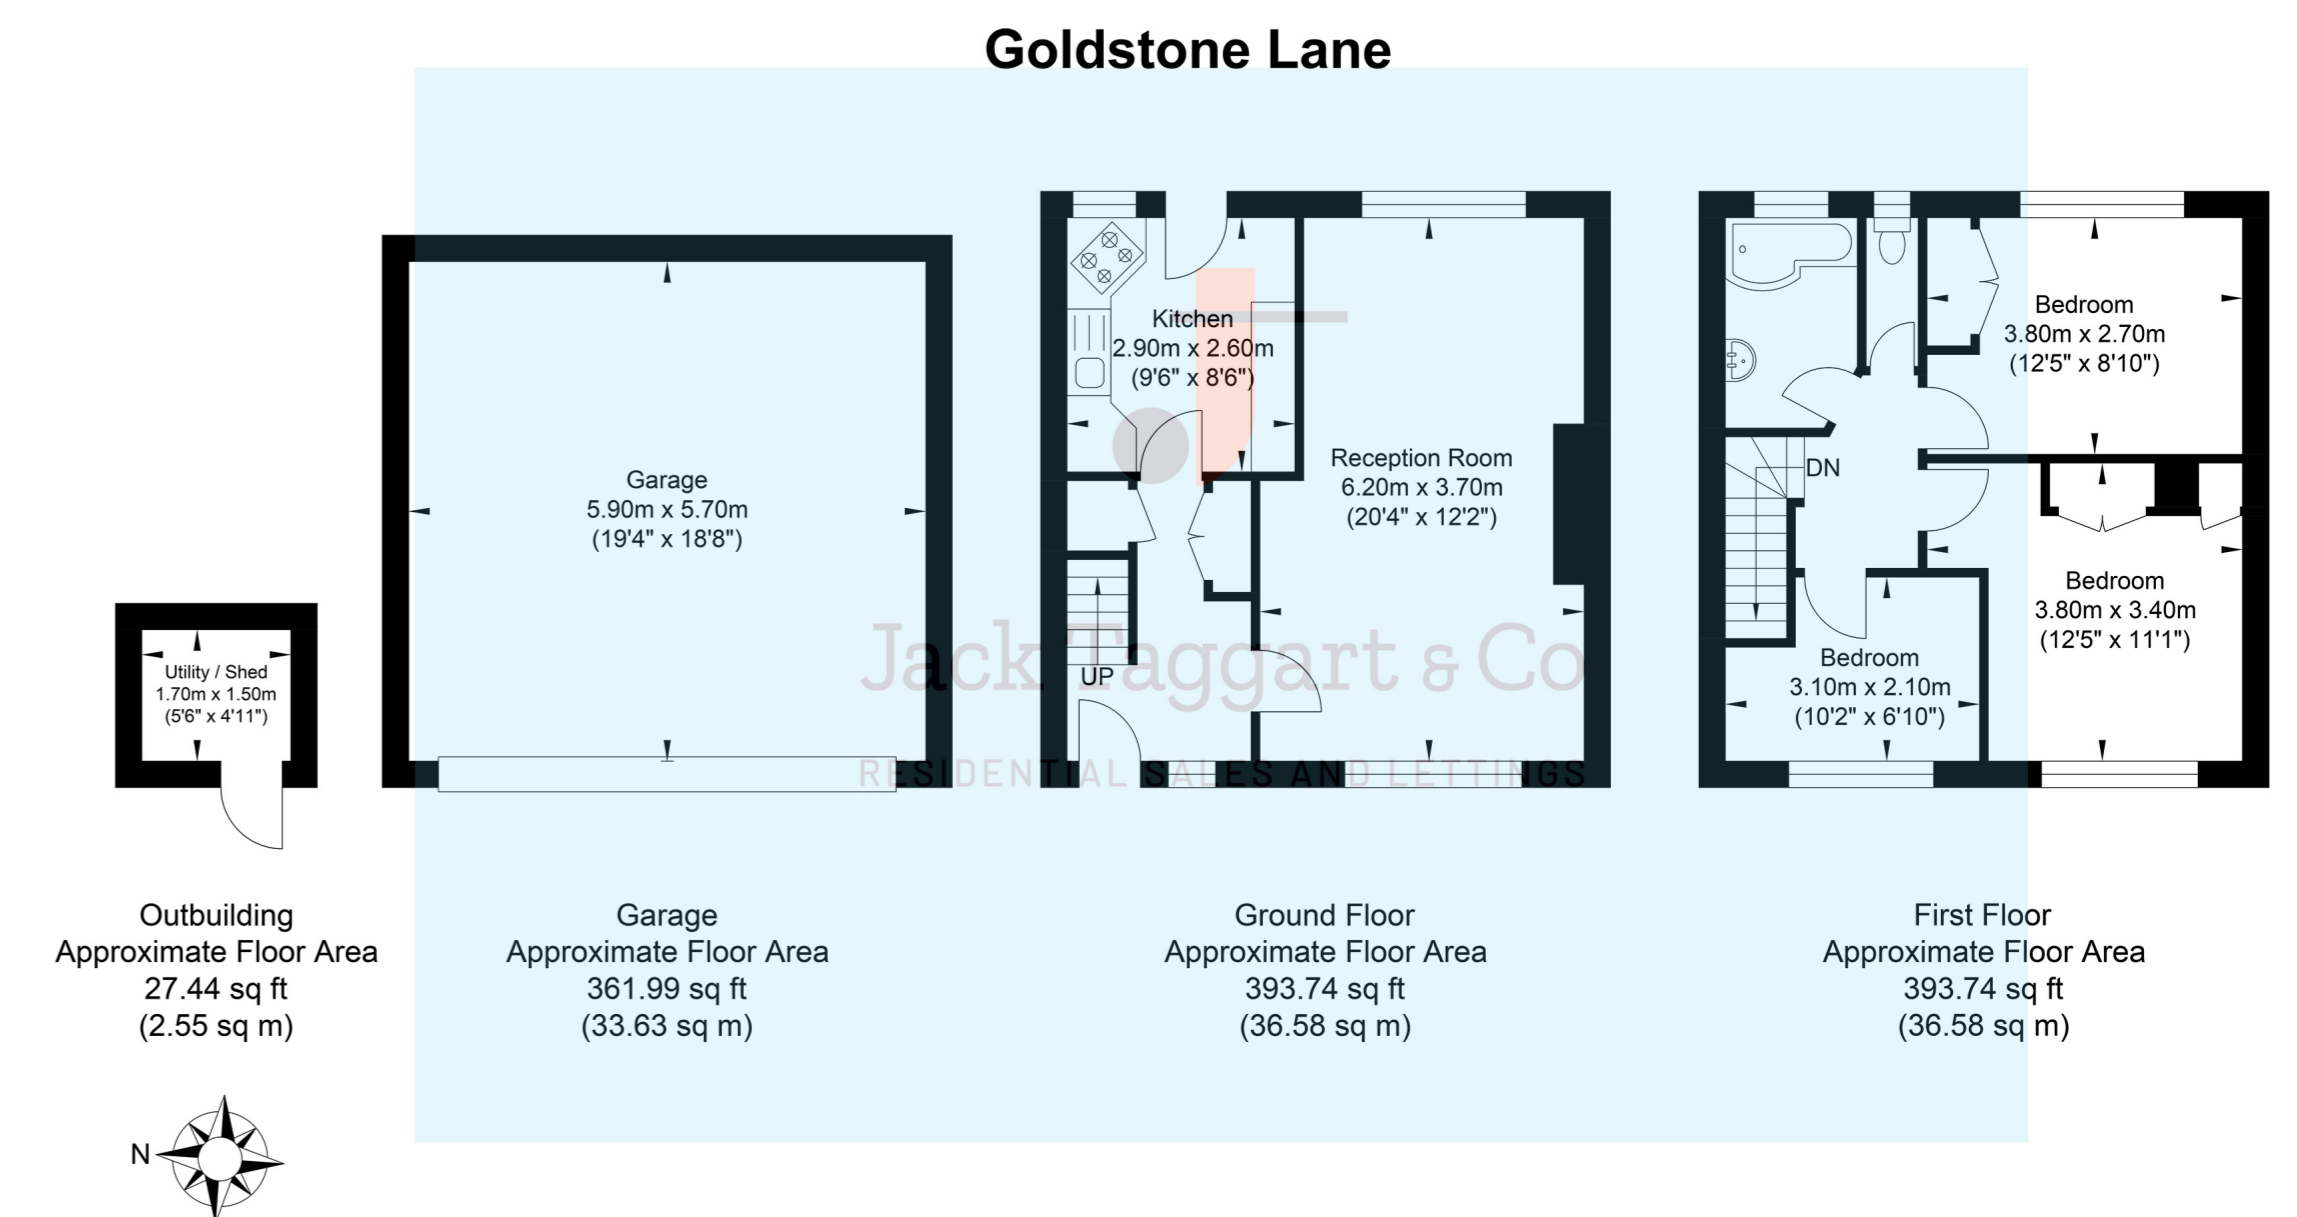 Goldstone Lane
Kitchen
2.90m x 2.60m
(9'6" x 8'6")
Bedroom
3.80m x 2.70m
(12'5" x 8'10")
Reception Room
6.20m x 3.70m
(20'4" x 12'2")
Garage
5.90m x 5.70m
(19'4" x 18'8")
DN
Bedroom
3.80m x 3.40m
(12'5" x 11'1")
Utility / Shed
1.70m x 1.50m
(5'6" x 4'11")
UP
Bedroom
3.10m x 2.10m
(10'2" x 6'10")
Jack Taggart & Co
RESIDENTIAL SALES AND LETTINGS
Outbuilding
Approximate Floor Area
27.44 sq ft
(2.55 sq m)
Garage
Approximate Floor Area
361.99 sq ft
(33.63 sq m)
Ground Floor
Approximate Floor Area
393.74 sq ft
(36.58 sq m)
First Floor
Approximate Floor Area
393.74 sq ft
(36.58 sq m)
N